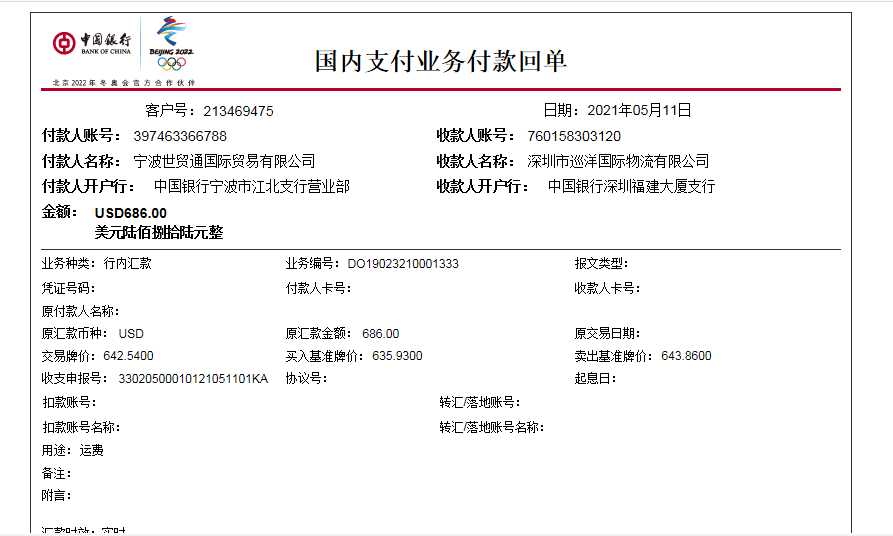 中国银行
BANK OF CHINA
BEIJING 2022
北京2022年冬奥会官方合作伙伴
国内支付业务付款回单
客户号：213469475 日期：2021年05月11日
付款人账号：397463366788 收款人账号：760158303120
付款人名称：宁波世贸通国际贸易有限公司 收款人名称：深圳市巡洋国际物流有限公司
付款人开户行：中国银行宁波市江北支行营业部 收款人开户行：中国银行深圳福建大厦支行
金额：USD686.00
美元陆佰捌拾陆元整
业务种类：行内汇款 业务编号：DO19023210001333 报文类型：
凭证号码： 付款人卡号： 收款人卡号：
原付款人名称：
原汇款币种：USD 原汇款金额：686.00 原交易日期：
交易牌价：642.5400 买入基准牌价：635.9300 卖出基准牌价：643.8600
收支申报号：33020500010121051101KA 协议号： 起息日：
扣款账号： 转汇/落地账号：
扣款账号名称： 转汇/落地账号名称：
用途：运费
备注：
附言：
汇款时效：实时